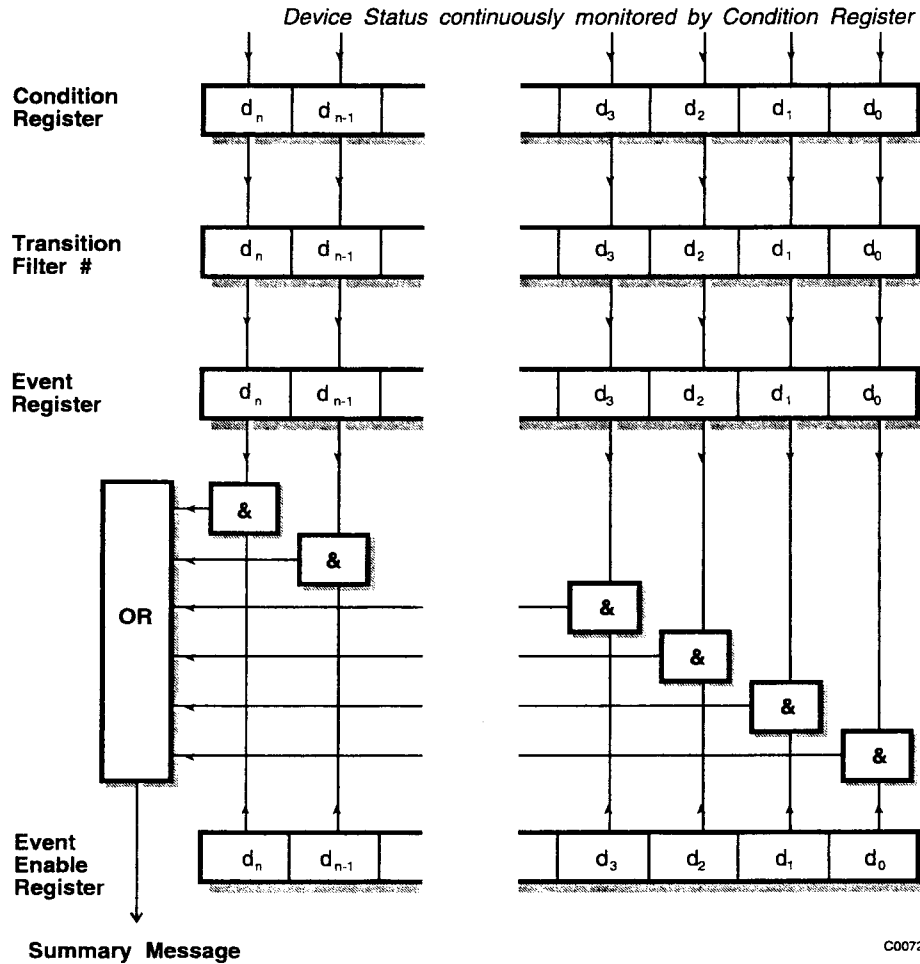 Device Status continuously monitored by Condition Register
Condition
Register
dn dn-1 d3 d2 d1 d0
Transition
Filter #
dn dn-1 d3 d2 d1 d0
Event
Register
dn dn-1 d3 d2 d1 d0
&
&
OR
&
&
&
&
Event
Enable
Register
dn dn-1 d3 d2 d1 d0
Summary Message
C0072